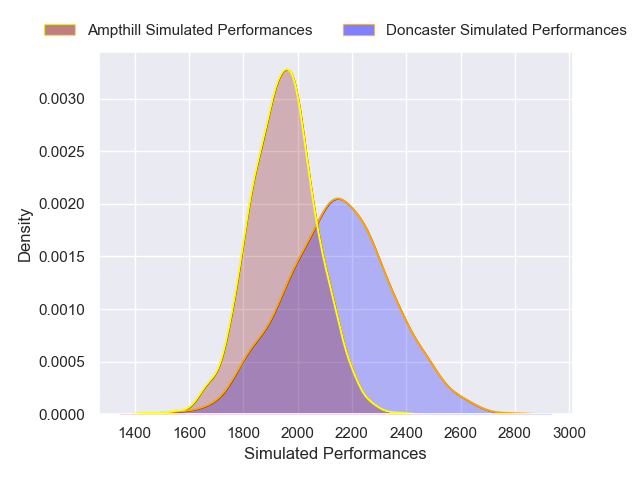 Ampthill Simulated Performances Doncaster Simulated Performances
0.0030
0.0025
0.0020
0.0015
0.0010
0.0005
0.0000
Density
1400 1600 1800 2000 2200 2400 2600 2800 3000
Simulated Performances